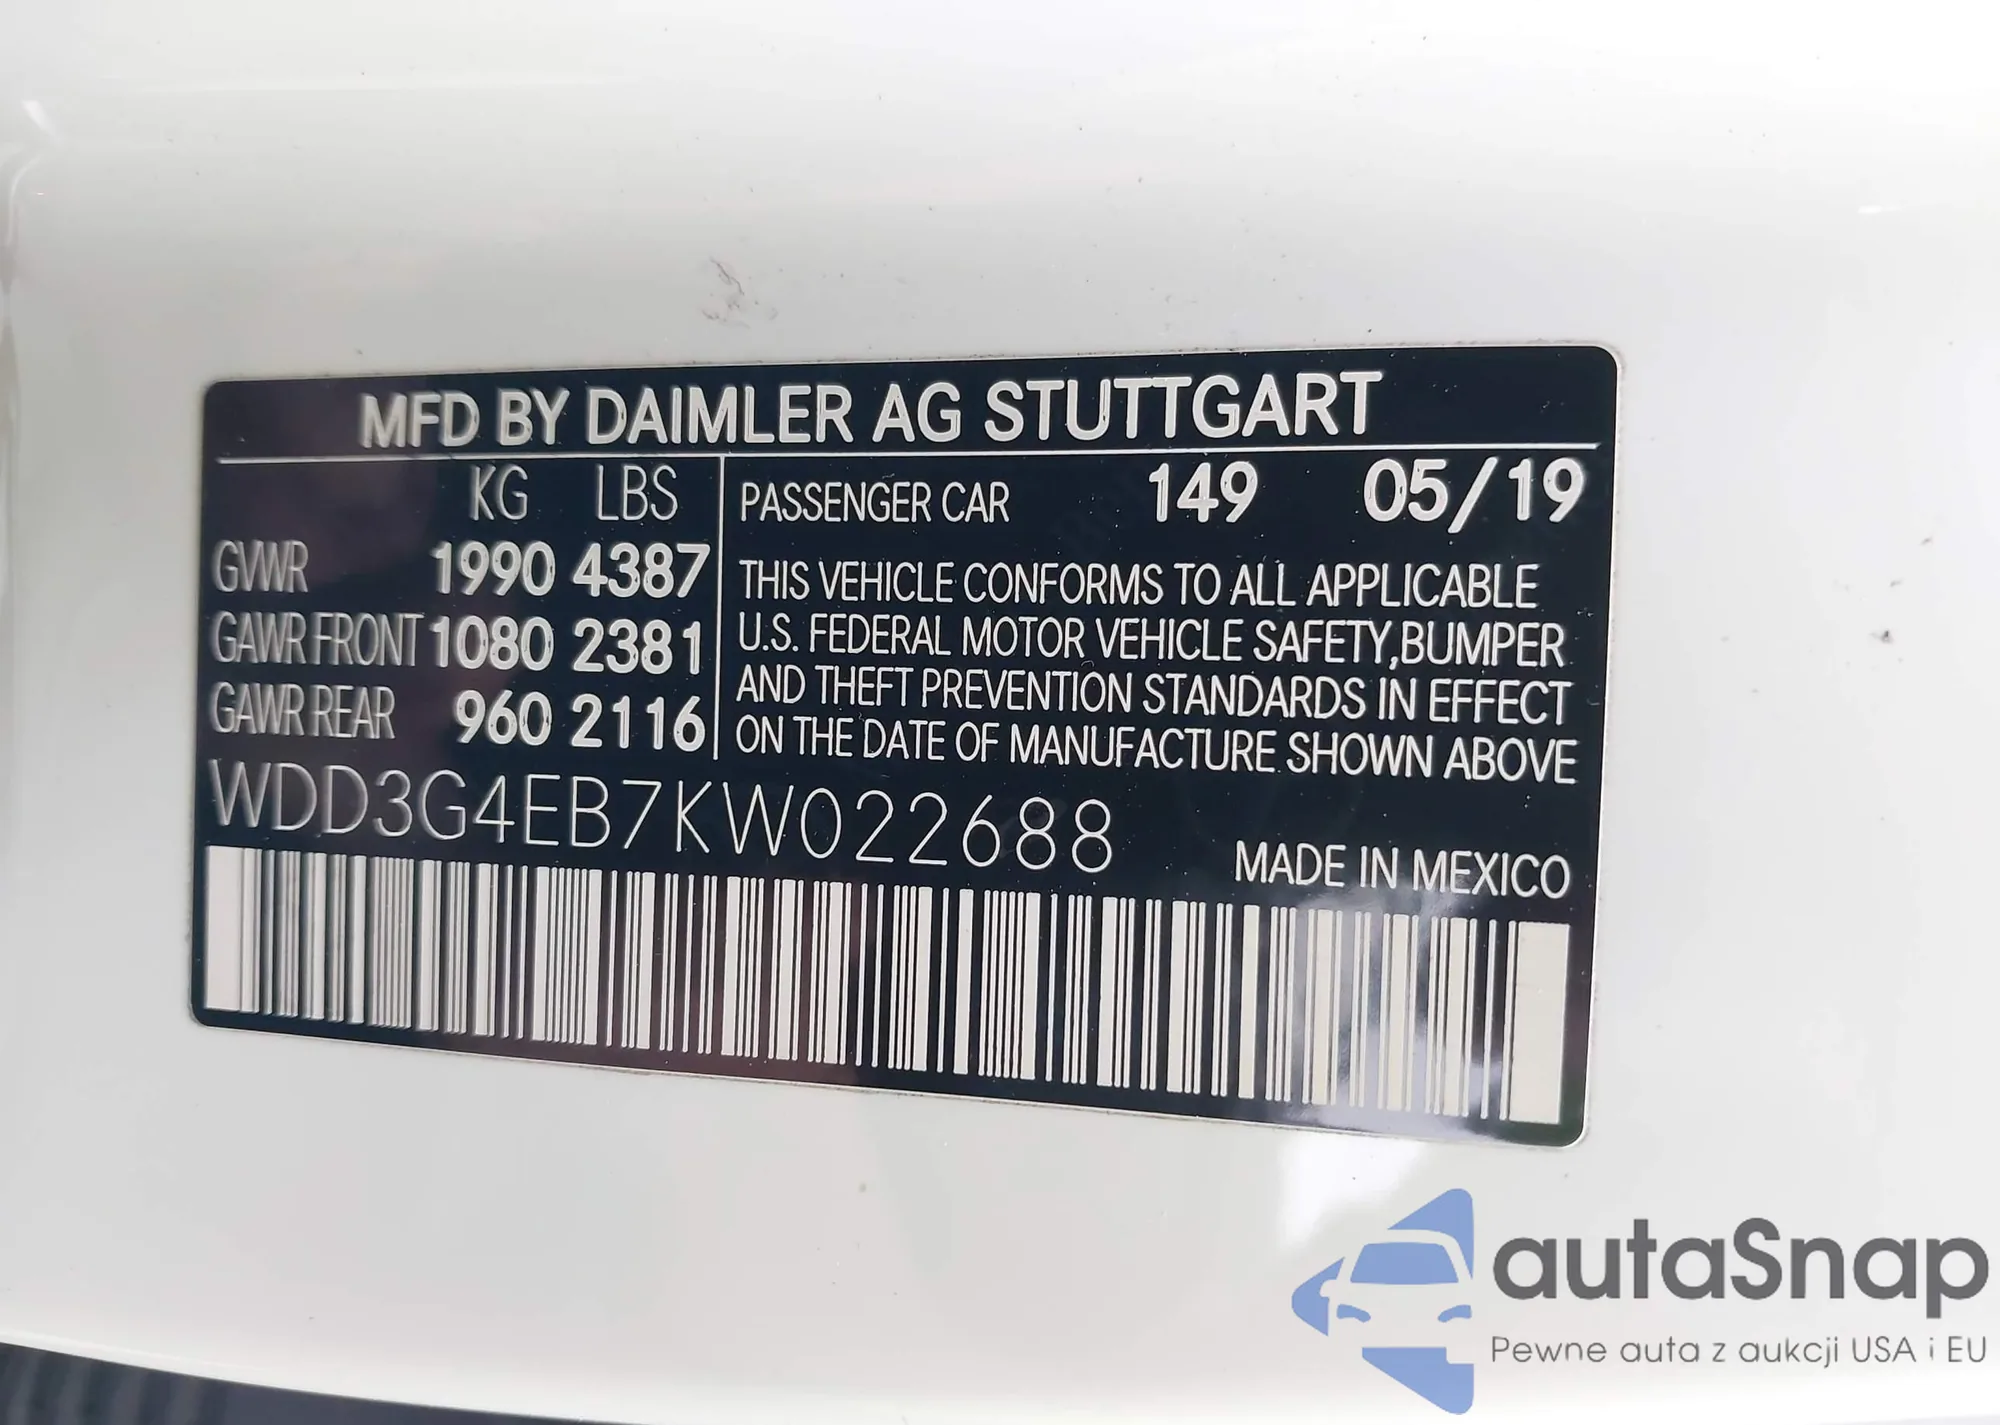 MFD BY DAIMLER AG STUTTGART
KG LBS
GVWR 1990 4387
GAWR FRONT 1080 2381
GAWR REAR 960 2116
PASSENGER CAR 149 05/19
THIS VEHICLE CONFORMS TO ALL APPLICABLE
U.S. FEDERAL MOTOR VEHICLE SAFETY,BUMPER
AND THEFT PREVENTION STANDARDS IN EFFECT
ON THE DATE OF MANUFACTURE SHOWN ABOVE
WDD3G4EB7KW022688
MADE IN MEXICO
autaSnap
Pewne auta z aukcji USA i EU